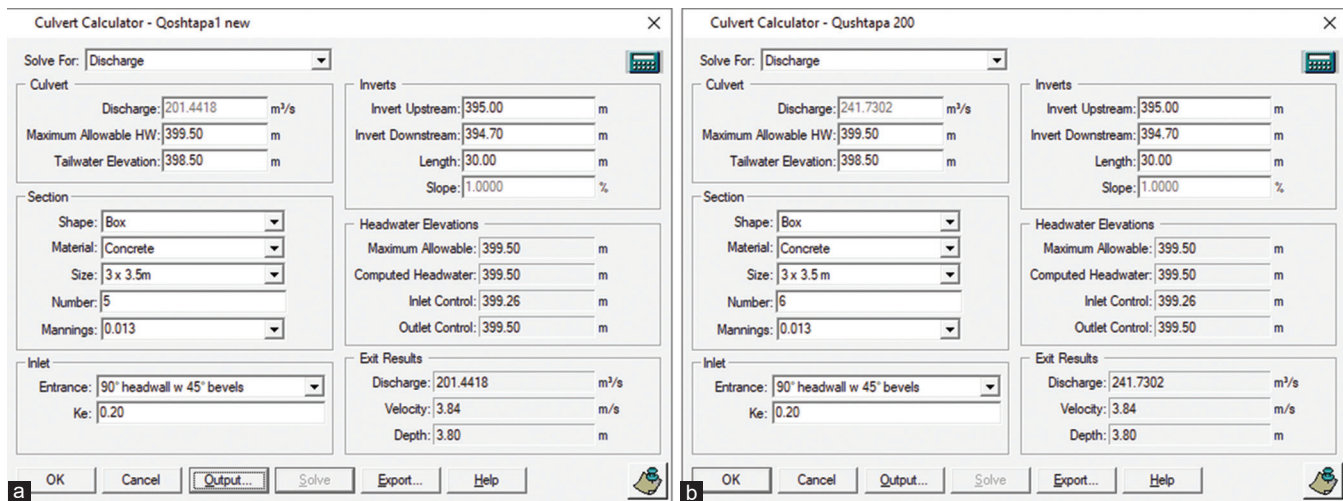 Culvert Calculator - Qoshtapa1 new
Solve For: Discharge
Culvert
Discharge: 201.4418 m³/s
Maximum Allowable HW: 399.50 m
Tailwater Elevation: 398.50 m
Section
Shape: Box
Material: Concrete
Size: 3 x 3.5m
Number: 5
Mannings: 0.013
Inlet
Entrance: 90° headwall w 45° bevels
Ke: 0.20
Inverts
Invert Upstream: 395.00 m
Invert Downstream: 394.70 m
Length: 30.00 m
Slope: 1.0000 %
Headwater Elevations
Maximum Allowable: 399.50 m
Computed Headwater: 399.50 m
Inlet Control: 399.26 m
Outlet Control: 399.50 m
Exit Results
Discharge: 201.4418 m³/s
Velocity: 3.84 m/s
Depth: 3.80 m
OK Cancel Output... Solve Export... Help
a
Culvert Calculator - Qushtapa 200
Solve For: Discharge
Culvert
Discharge: 241.7302 m³/s
Maximum Allowable HW: 399.50 m
Tailwater Elevation: 398.50 m
Section
Shape: Box
Material: Concrete
Size: 3 x 3.5 m
Number: 6
Mannings: 0.013
Inlet
Entrance: 90° headwall w 45° bevels
Ke: 0.20
Inverts
Invert Upstream: 395.00 m
Invert Downstream: 394.70 m
Length: 30.00 m
Slope: 1.0000 %
Headwater Elevations
Maximum Allowable: 399.50 m
Computed Headwater: 399.50 m
Inlet Control: 399.26 m
Outlet Control: 399.50 m
Exit Results
Discharge: 241.7302 m³/s
Velocity: 3.84 m/s
Depth: 3.80 m
OK Cancel Output... Solve Export... Help
b